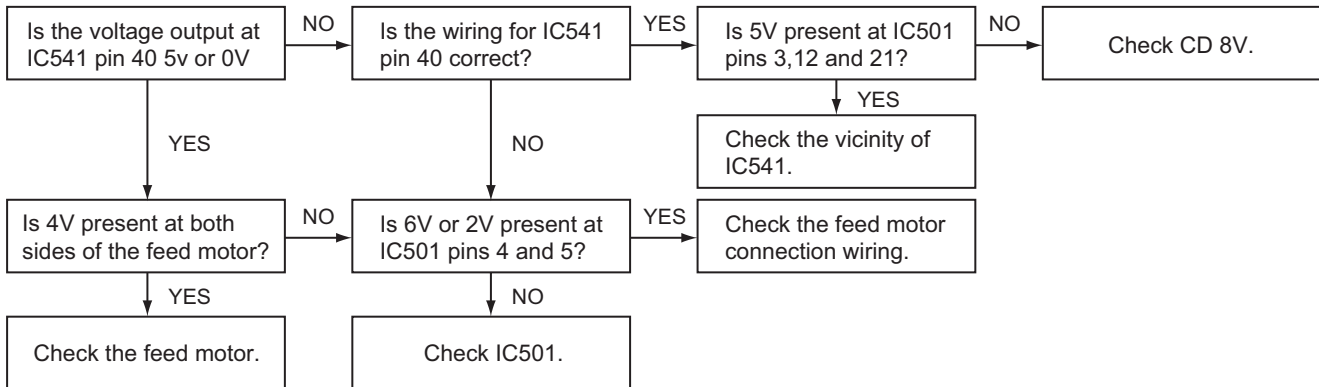 Is the voltage output at
IC541 pin 40 5v or 0V
NO
Is the wiring for IC541
pin 40 correct?
YES
Is 5V present at IC501
pins 3,12 and 21?
NO
Check CD 8V.
YES
NO
YES
Check the vicinity of
IC541.
Is 4V present at both
sides of the feed motor?
NO
Is 6V or 2V present at
IC501 pins 4 and 5?
YES
Check the feed motor
connection wiring.
YES
NO
Check the feed motor.
Check IC501.